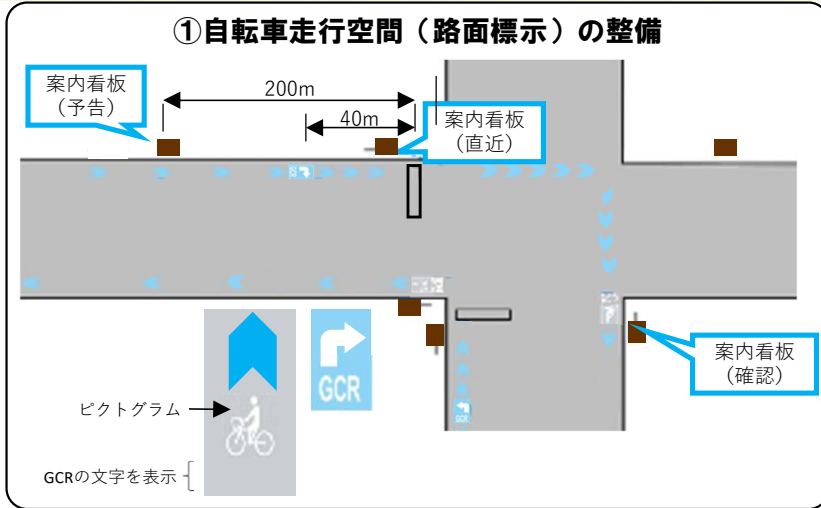 ①自転車走行空間（路面標示）の整備
案内看板
（予告）
200m
40m
案内看板
（直近）
案内看板
（確認）
ピクトグラム
GCRの文字を表示
GCR
GCR